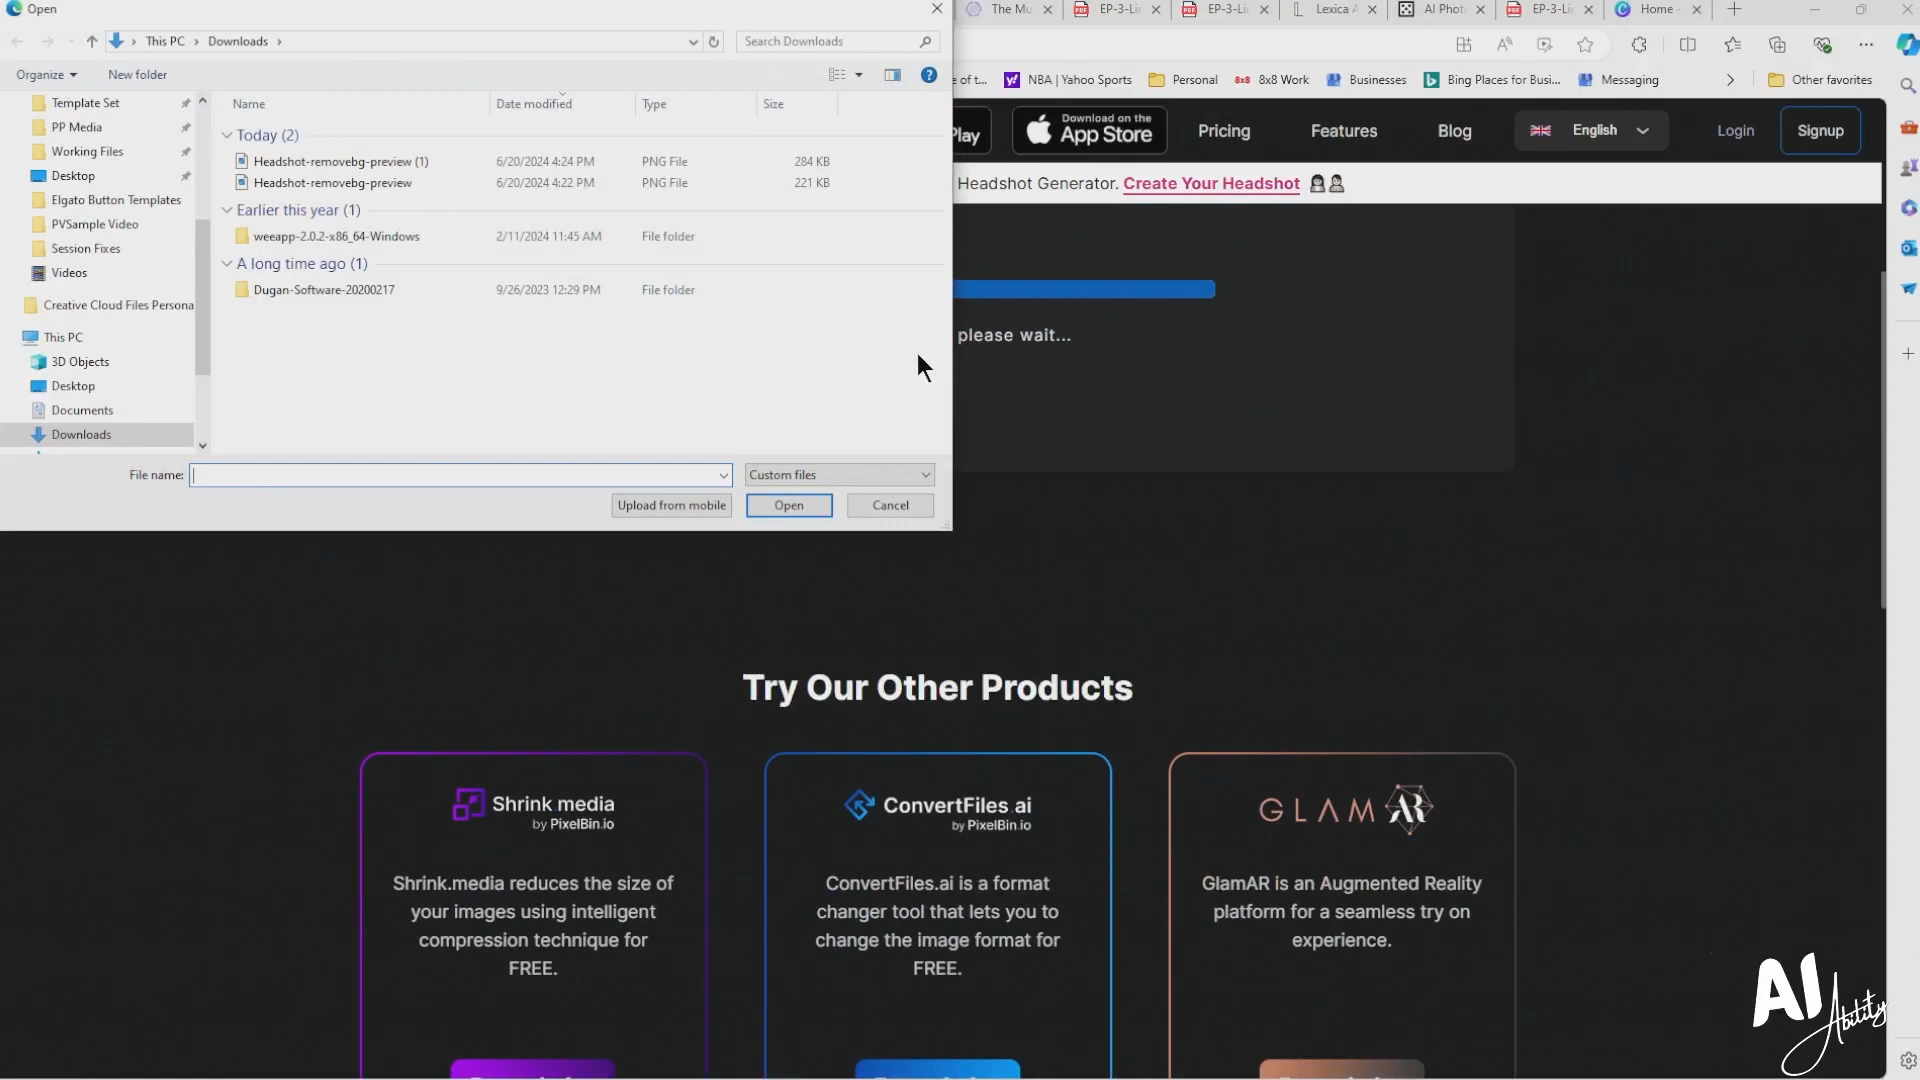 Open
The Mu
EP-3-Lir
EP-3-Li
Lexica A
AI Phot
EP-3-Lir
Home -
This PC
Downloads
Search Downloads
Organize
New folder
e of t...
NBA | Yahoo Sports
Personal
8x8 8x8 Work
Businesses
Bing Places for Busi...
Messaging
Other favorites
Template Set
PP Media
Working Files
Desktop
Elgato Button Templates
PVSample Video
Session Fixes
Videos
Creative Cloud Files Persona
This PC
3D Objects
Desktop
Documents
Downloads
Name Date modified Type Size
Today (2)
Headshot-removebg-preview (1) 6/20/2024 4:24 PM PNG File 284 KB
Headshot-removebg-preview 6/20/2024 4:22 PM PNG File 221 KB
Earlier this year (1)
weeapp-2.0.2-x86_64-Windows 2/11/2024 11:45 AM File folder
A long time ago (1)
Dugan-Software-20200217 9/26/2023 12:29 PM File folder
File name:
Custom files
Upload from mobile
Open
Cancel
Play
Download on the
App Store
Pricing
Features
Blog
English
Login
Signup
Headshot Generator. Create Your Headshot
please wait...
Try Our Other Products
Shrink.media
by PixelBin.io
Shrink.media reduces the size of
your images using intelligent
compression technique for
FREE.
ConvertFiles.ai
by PixelBin.io
ConvertFiles.ai is a format
changer tool that lets you to
change the image format for
FREE.
GLAMAR
GlamAR is an Augmented Reality
platform for a seamless try on
experience.
AI
Ability